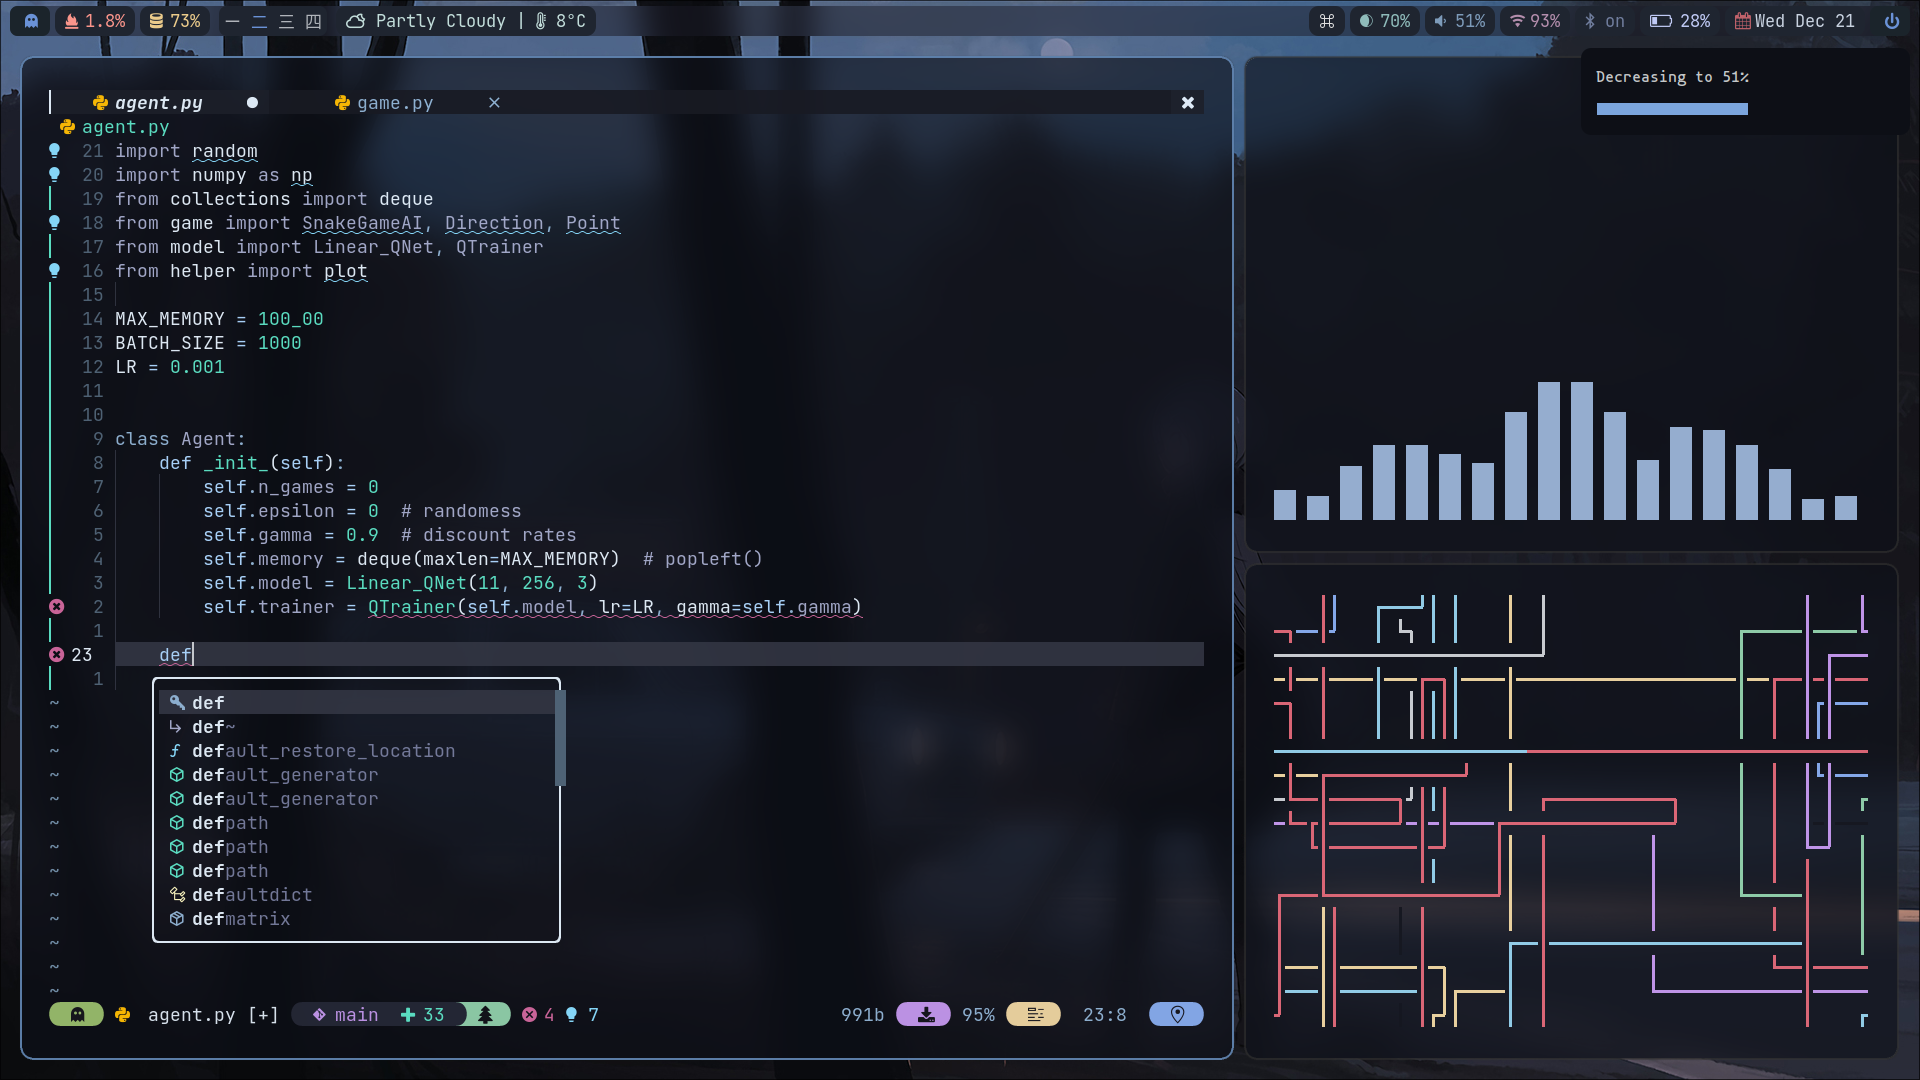 1.8% 73% 一 二 三 四 Partly Cloudy | 8°C
70% 51% 93% on 28% Wed Dec 21
Decreasing to 51%
agent.py game.py
agent.py
21 import random
20 import numpy as np
19 from collections import deque
18 from game import SnakeGameAI, Direction, Point
17 from model import Linear_QNet, QTrainer
16 from helper import plot
15
14 MAX_MEMORY = 100_00
13 BATCH_SIZE = 1000
12 LR = 0.001
11
10
9 class Agent:
8 def _init_(self):
7 self.n_games = 0
6 self.epsilon = 0 # randomess
5 self.gamma = 0.9 # discount rates
4 self.memory = deque(maxlen=MAX_MEMORY) # popleft()
3 self.model = Linear_QNet(11, 256, 3)
2 self.trainer = QTrainer(self.model, lr=LR, gamma=self.gamma)
1
23 def
1
~ def
~ def~
~ default_restore_location
~ default_generator
~ default_generator
~ defpath
~ defpath
~ defpath
~ defaultdict
~ defmatrix
~
~
~
agent.py [+] main 33 4 7 991b 95% 23:8